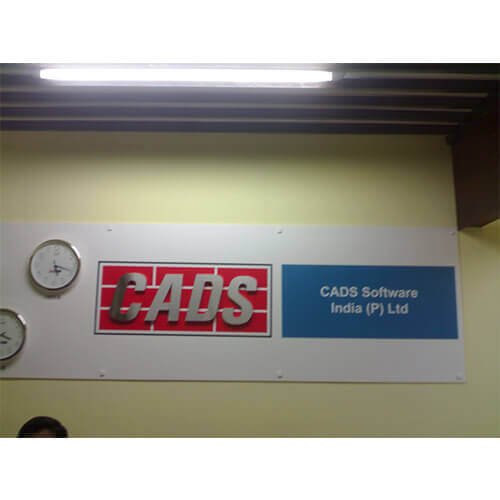 CADS
CADS Software
India (P) Ltd